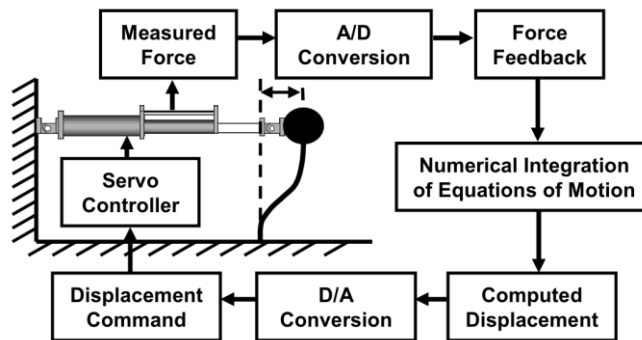 Measured
Force
A/D
Conversion
Force
Feedback
Servo
Controller
Numerical Integration
of Equations of Motion
Displacement
Command
D/A
Conversion
Computed
Displacement